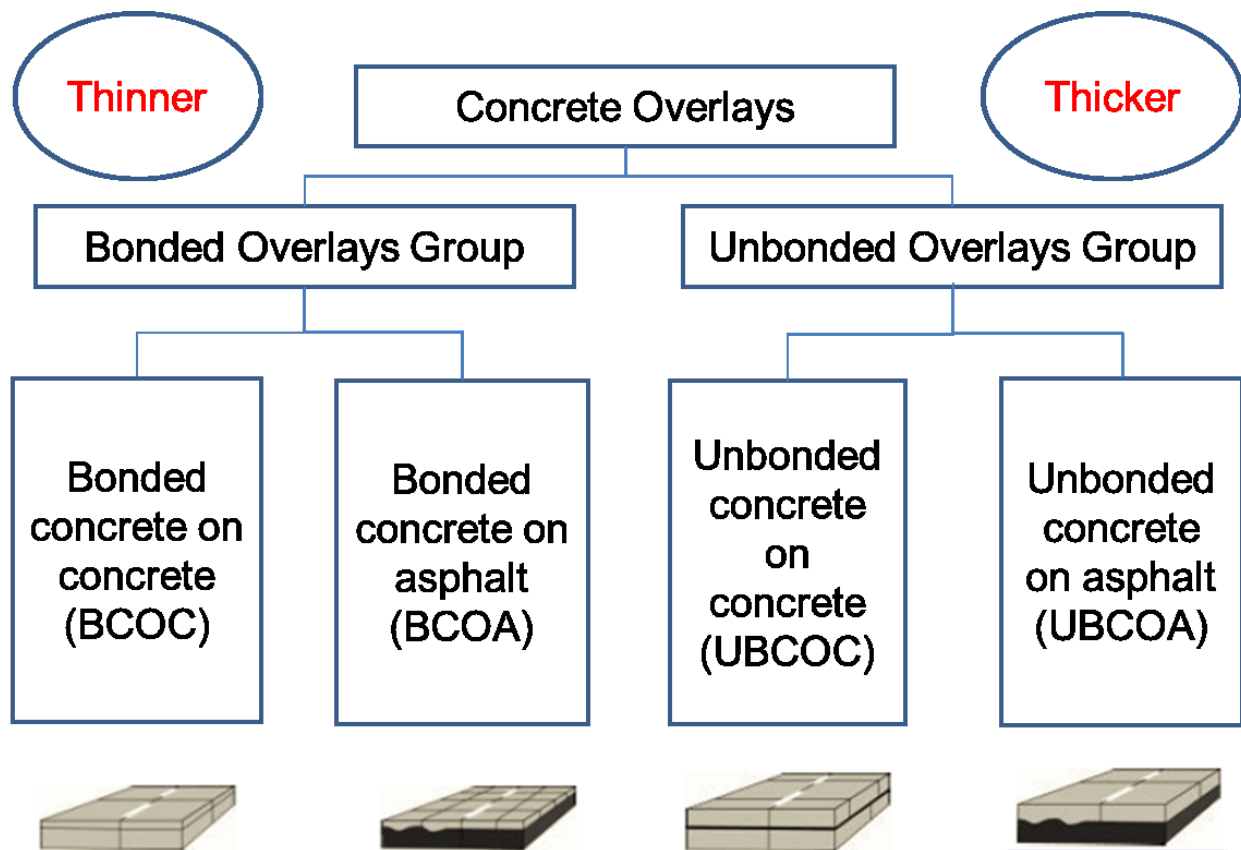 Thinner
Concrete Overlays
Thicker
Bonded Overlays Group
Unbonded Overlays Group
Bonded
concrete on
concrete
(BCOC)
Bonded
concrete on
asphalt
(BCOA)
Unbonded
concrete
on
concrete
(UBCOC)
Unbonded
concrete
on asphalt
(UBCOA)